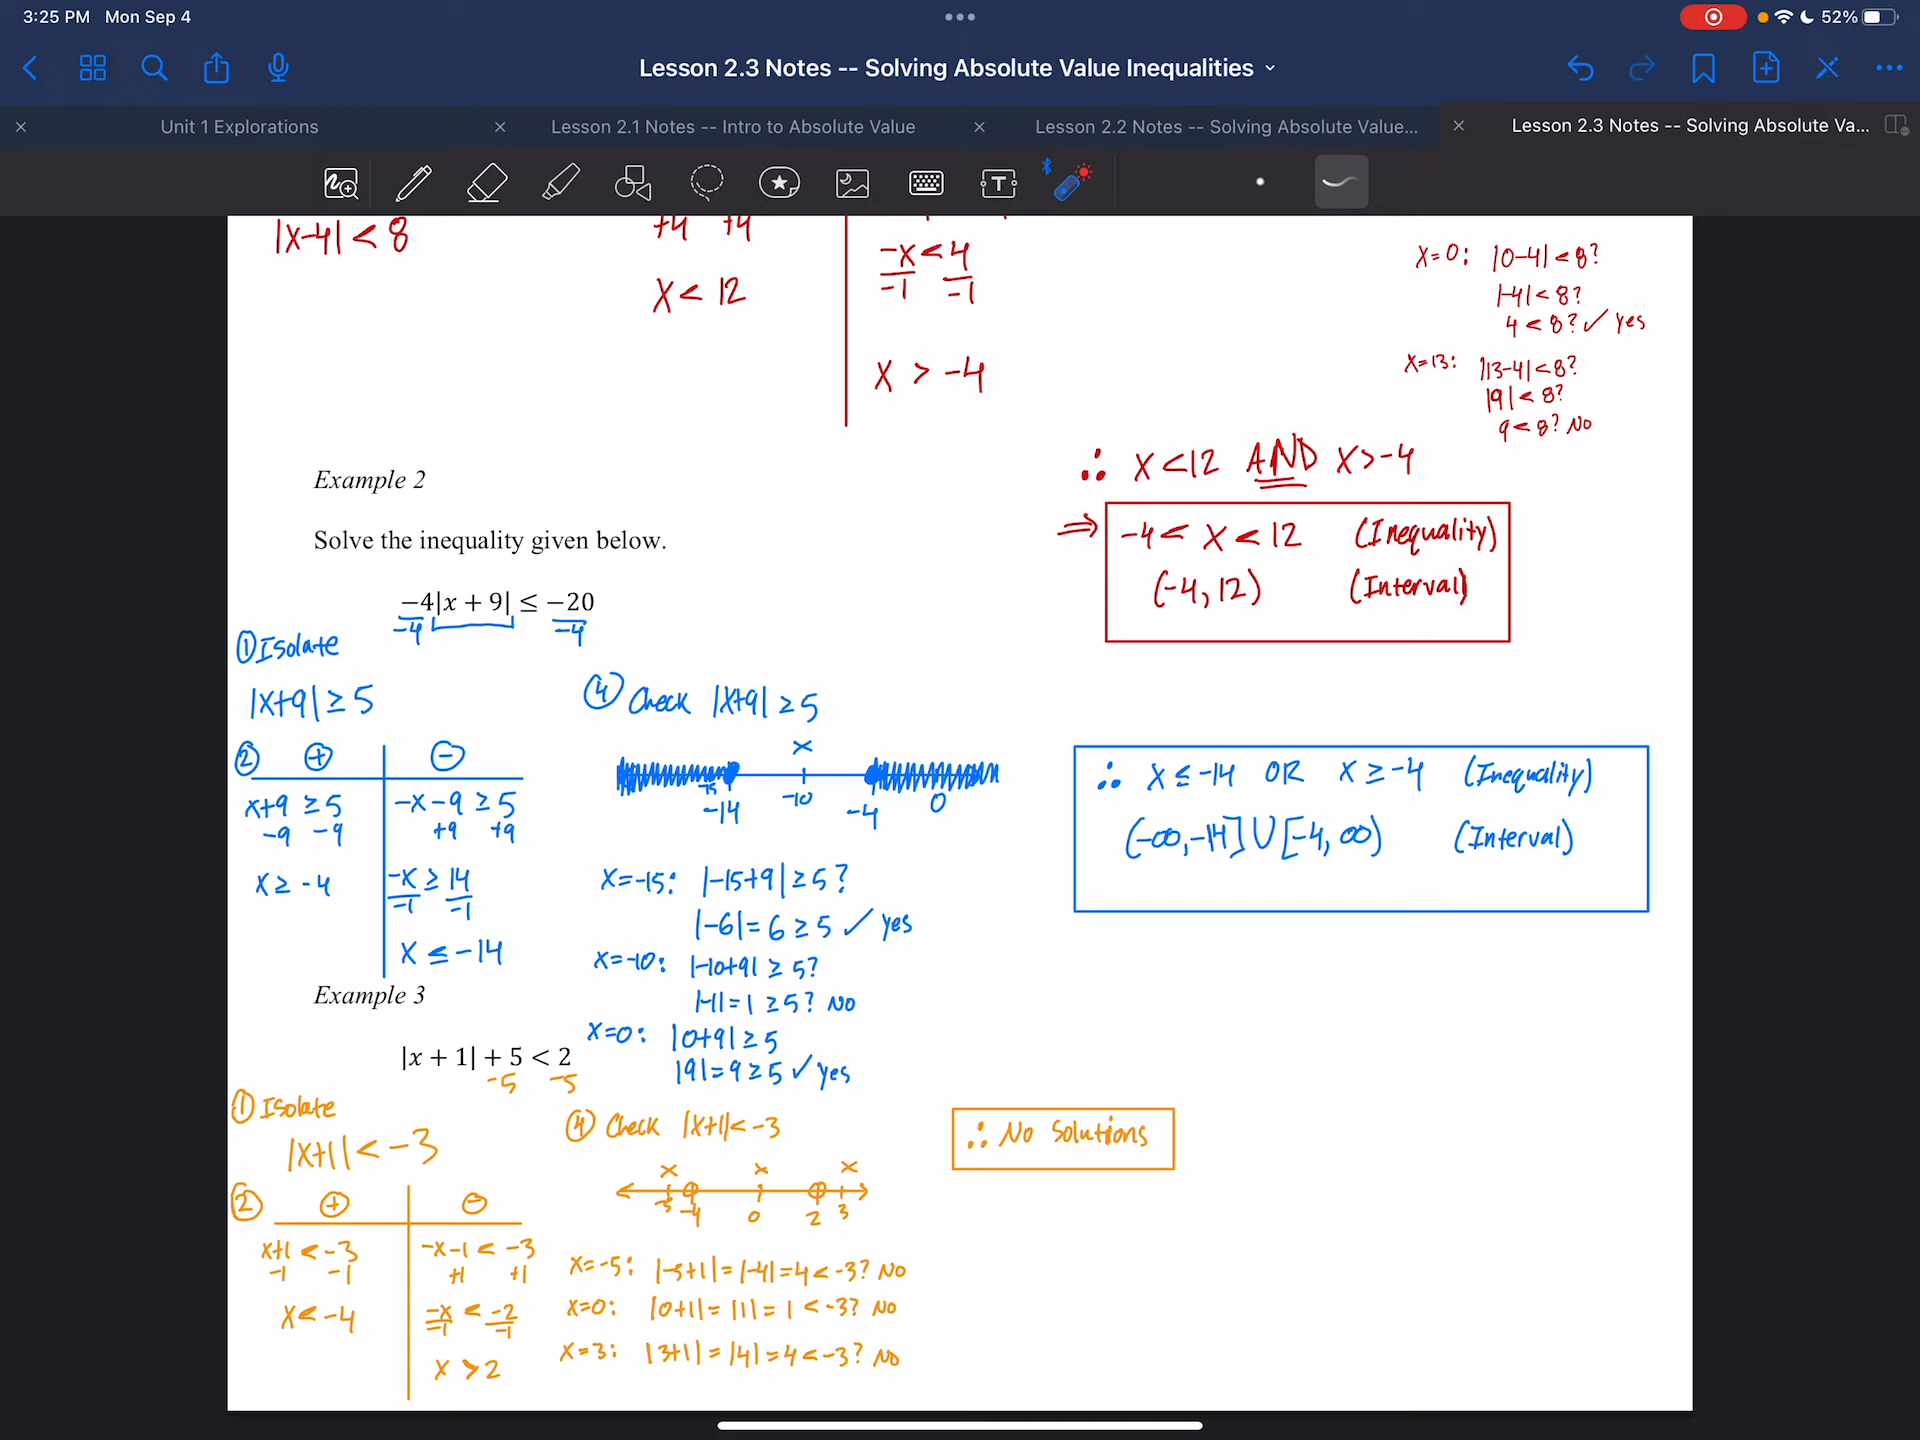 3:25 PM Mon Sep 4
52%
Lesson 2.3 Notes -- Solving Absolute Value Inequalities
Unit 1 Explorations
Lesson 2.1 Notes -- Intro to Absolute Value
Lesson 2.2 Notes -- Solving Absolute Value...
Lesson 2.3 Notes -- Solving Absolute Va...
|x-4| < 8
+4 +4
x < 12
-x < 4
-1 -1
x > -4
x=0: |0-4| < 8?
|-4| < 8?
4 < 8? ✓ Yes
x=13: |13-4| < 8?
|9| < 8?
9 < 8? No
∴ x < 12 AND x > -4
⇒ -4 < x < 12 (Inequality)
(-4, 12) (Interval)
Example 2
Solve the inequality given below.
−4|x + 9| ≤ −20
-4 -4
① Isolate
|x+9| ≥ 5
② ⊕ ⊖
x+9 ≥ 5 -x-9 ≥ 5
-9 -9 +9 +9
x ≥ -4 -x ≥ 14
-1 -1
x ≤ -14
④ Check |x+9| ≥ 5
x
-15 -14 -10 -4 0
x=-15: |-15+9| ≥ 5?
|-6| = 6 ≥ 5 ✓ Yes
x=-10: |-10+9| ≥ 5?
|-1| = 1 ≥ 5? No
x=0: |0+9| ≥ 5
|9| = 9 ≥ 5 ✓ Yes
∴ x ≤ -14 OR x ≥ -4 (Inequality)
(-∞, -14] ∪ [-4, ∞) (Interval)
Example 3
|x + 1| + 5 < 2
-5 -5
① Isolate
|x+1| < -3
② ⊕ ⊖
x+1 < -3 -x-1 < -3
-1 -1 +1 +1
x < -4 -x < -2
-1 -1
x > 2
④ Check |x+1| < -3
x x x
-5 -4 0 2 3
x=-5: |-5+1| = |-4| = 4 < -3? No
x=0: |0+1| = |1| = 1 < -3? No
x=3: |3+1| = |4| = 4 < -3? No
∴ No Solutions